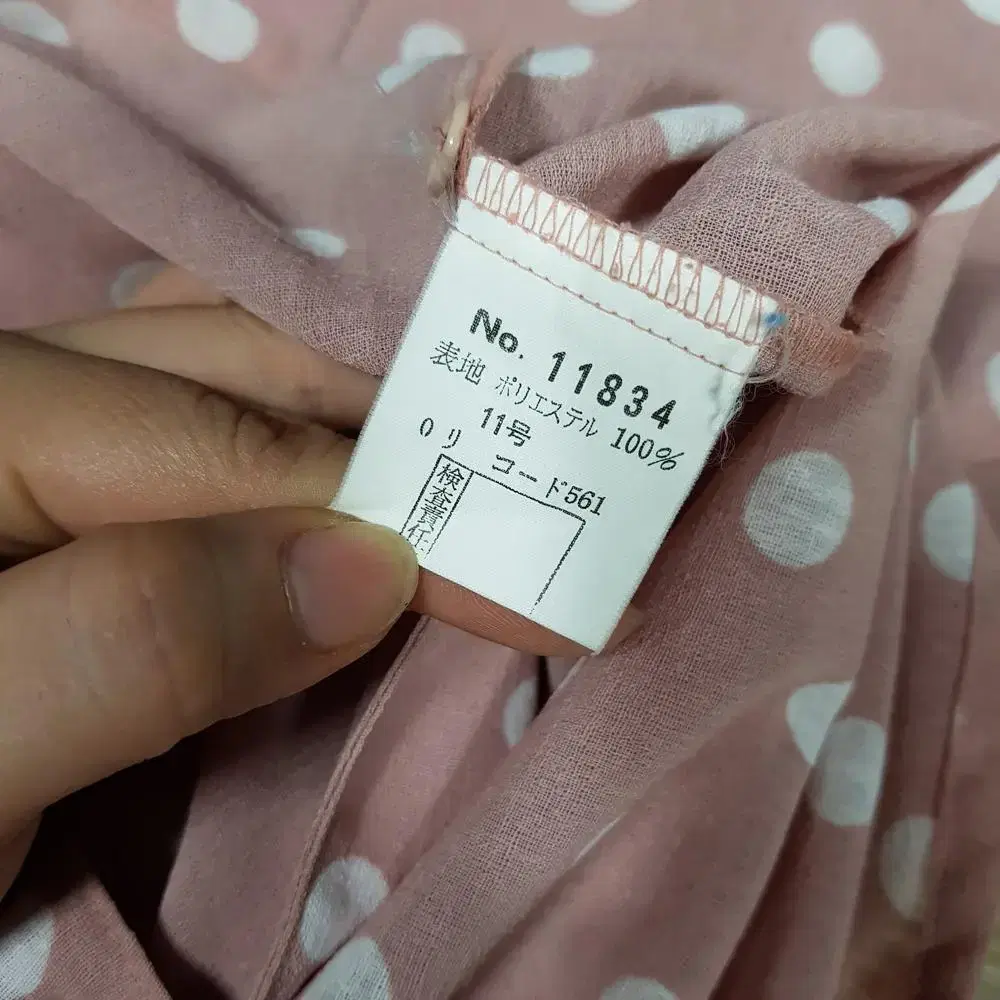 No. 11834
表地 ポリエステル 100%
11号
0 リ コード561
検査責任